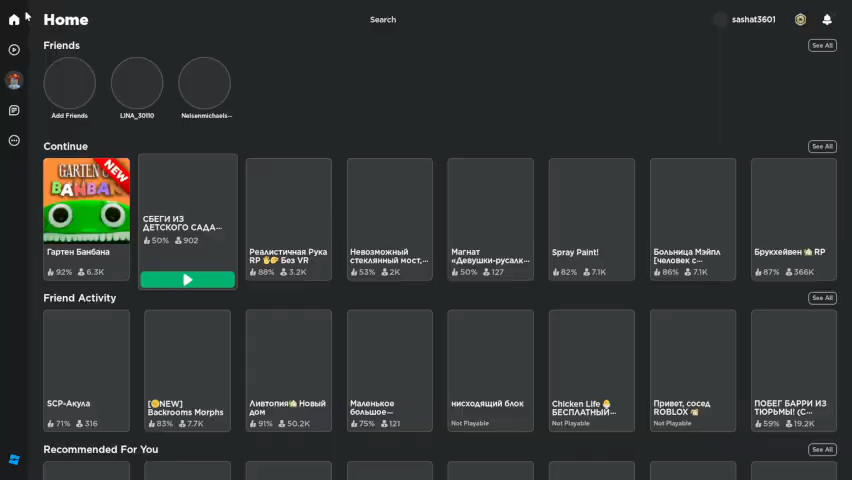 Home
Search
sashat3601
Friends
See All
Add Friends
LINA_30110
Nelsenmichaels...
Continue
See All
GARTEN OF
BANBAN
NEW
Гартен Банбана
92% 6.3K
СБЕГИ ИЗ
ДЕТСКОГО САДА...
50% 902
Реалистичная Рука
RP 🖐️🤛 Без VR
88% 3.2K
Невозможный
стеклянный мост,...
53% 2K
Магнат
«Девушки-русалк...
50% 127
Spray Paint!
82% 7.1K
Больница Мэйпл
[человек с...
86% 7.1K
Брукхейвен 🏡 RP
87% 366K
Friend Activity
See All
SCP-Акула
71% 316
[😔NEW]
Backrooms Morphs
83% 7.7K
Ливтопия🏡 Новый
дом
91% 50.2K
Маленькое
большое...
75% 121
нисходящий блок
Not Playable
Chicken Life 🐣
БЕСПЛАТНЫЙ...
Not Playable
Привет, сосед
ROBLOX
Not Playable
ПОБЕГ БАРРИ ИЗ
ТЮРЬМЫ! (С...
59% 19.2K
Recommended For You
See All